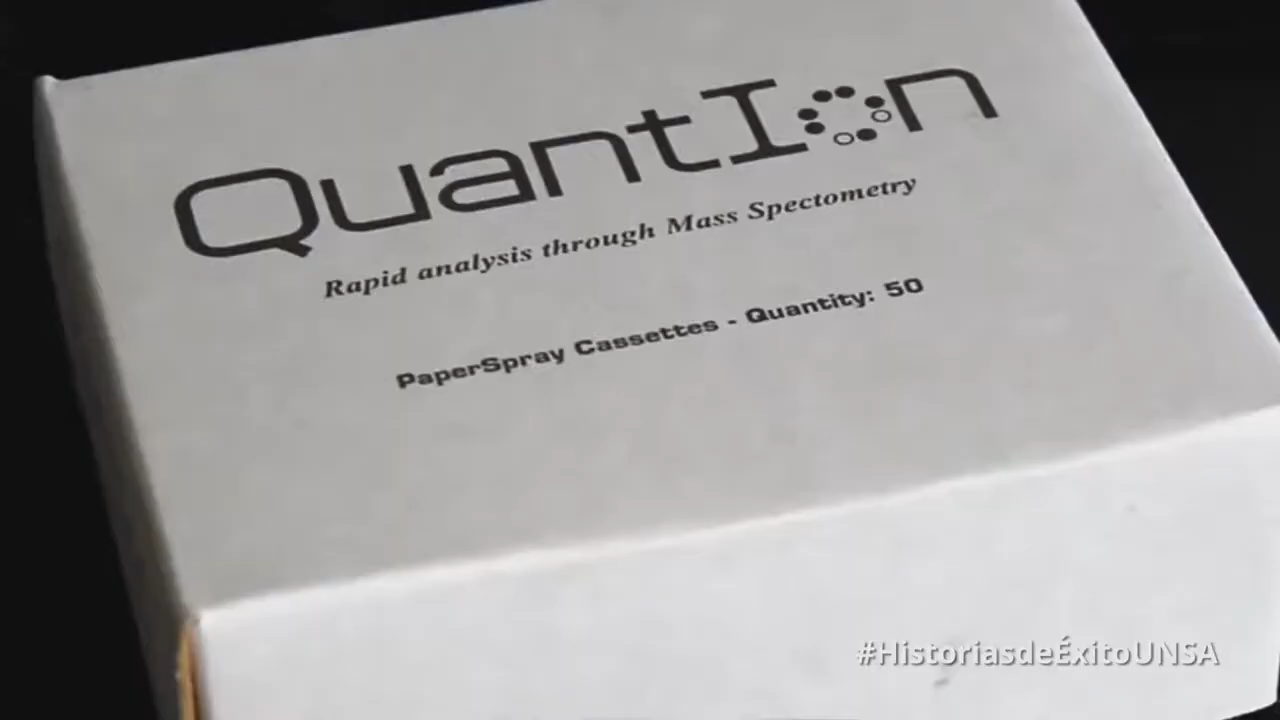 QuantIon
Rapid analysis through Mass Spectometry
PaperSpray Cassettes - Quantity: 50
#HistoriasdeÉxitoUNSA